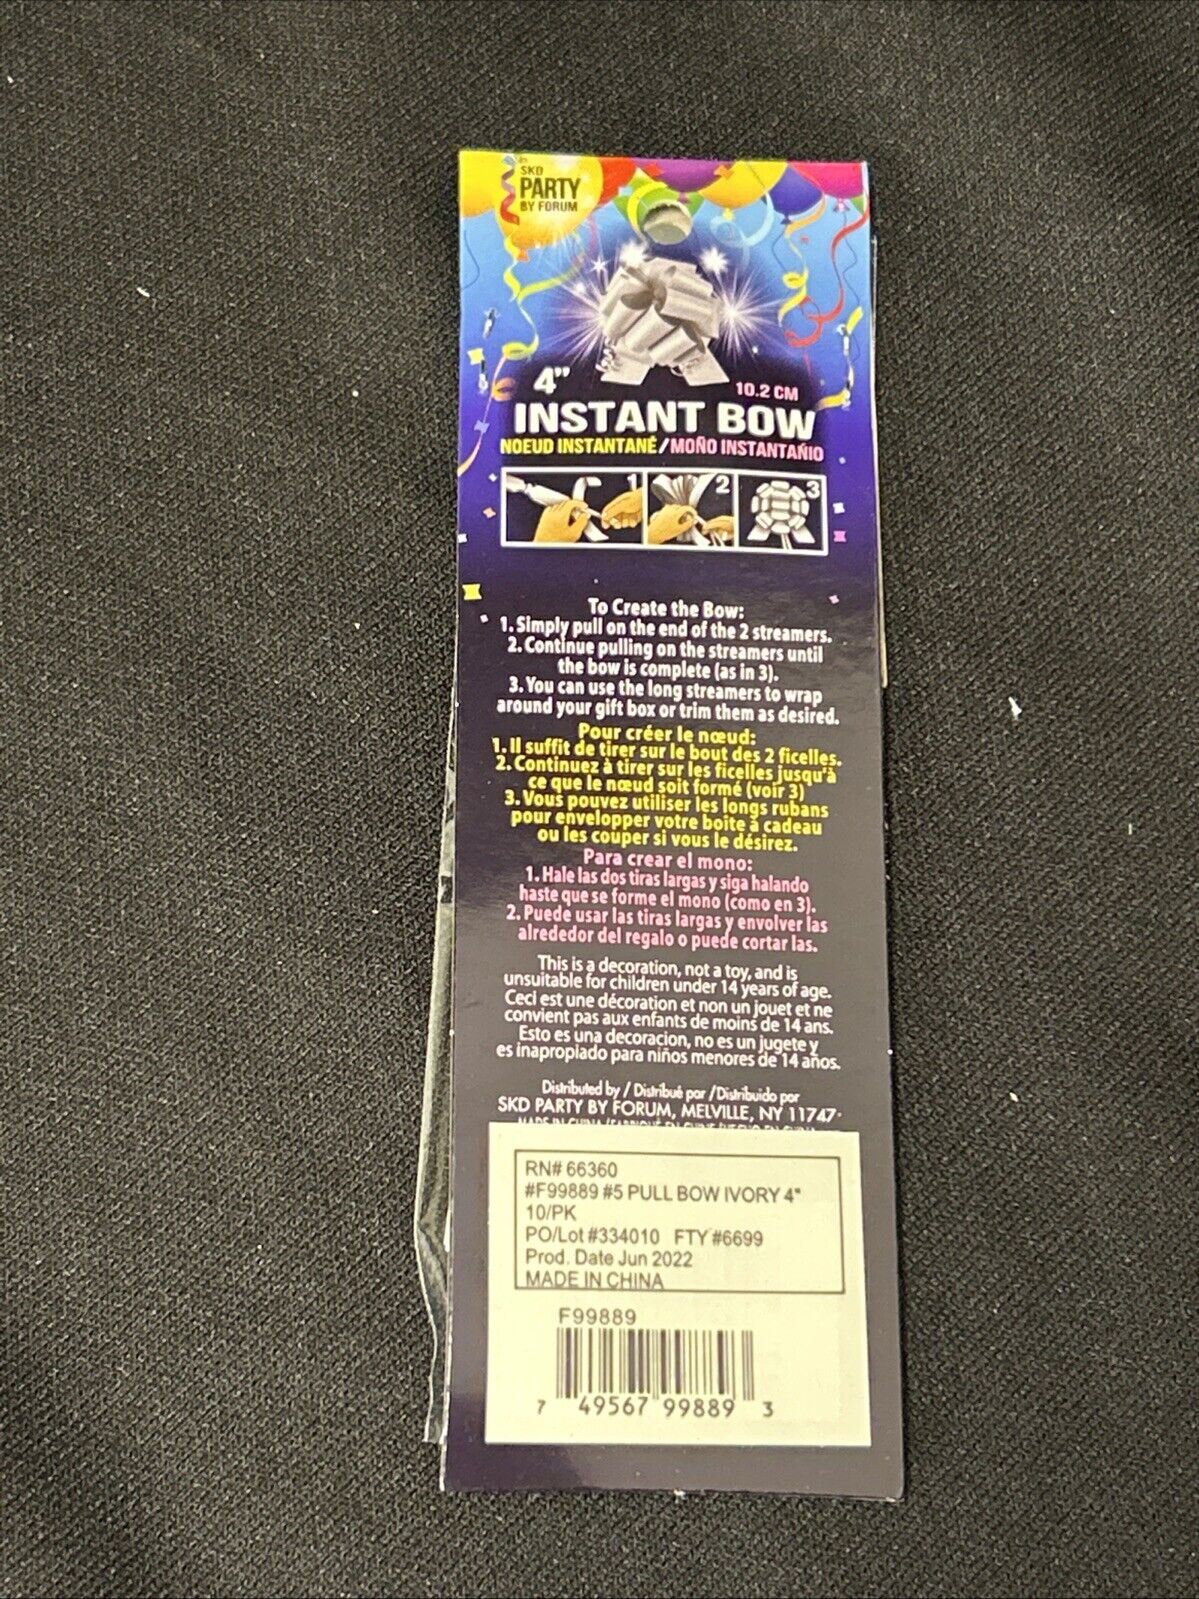 SKD
PARTY
BY FORUM
4" 10.2 CM
INSTANT BOW
NOEUD INSTANTANÉ/MOÑO INSTANTAÑIO
1 2 3
To Create the Bow:
1. Simply pull on the end of the 2 streamers.
2. Continue pulling on the streamers until
the bow is complete (as in 3).
3. You can use the long streamers to wrap
around your gift box or trim them as desired.
Pour créer le nœud:
1. Il suffit de tirer sur le bout des 2 ficelles.
2. Continuez à tirer sur les ficelles jusqu'à
ce que le nœud soit formé (voir 3)
3. Vous pouvez utiliser les longs rubans
pour envelopper votre boite à cadeau
ou les couper si vous le désirez.
Para crear el mono:
1. Hale las dos tiras largas y siga halando
haste que se forme el mono (como en 3).
2. Puede usar las tiras largas y envolver las
alrededor del regalo o puede cortar las.
This is a decoration, not a toy, and is
unsuitable for children under 14 years of age.
Ceci est une décoration et non un jouet et ne
convient pas aux enfants de moins de 14 ans.
Esto es una decoracion, no es un jugete y
es inapropiado para niños menores de 14 años.
Distributed by / Distribué par / Distribuido por
SKD PARTY BY FORUM, MELVILLE, NY 11747
MADE IN CHINA
RN# 66360
#F99889 #5 PULL BOW IVORY 4"
10/PK
PO/Lot #334010 FTY #6699
Prod. Date Jun 2022
MADE IN CHINA
F99889
7 49567 99889 3